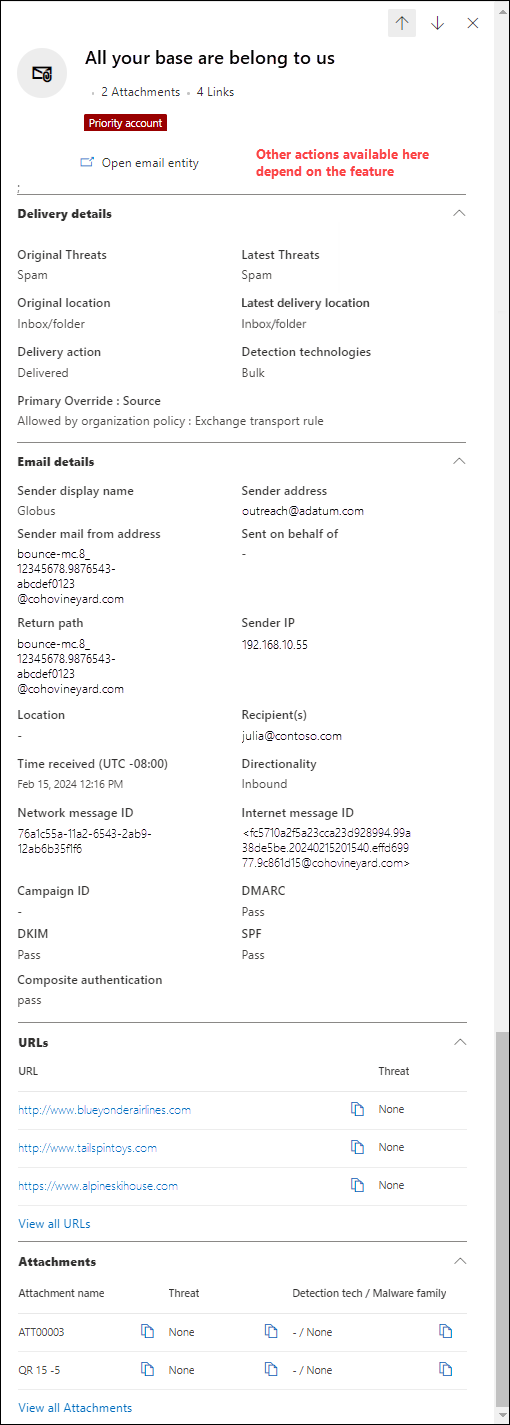 All your base are belong to us
2 Attachments • 4 Links
Priority account
Open email entity
Other actions available here
depend on the feature
;
Delivery details
Original Threats Latest Threats
Spam Spam
Original location Latest delivery location
Inbox/folder Inbox/folder
Delivery action Detection technologies
Delivered Bulk
Primary Override : Source
Allowed by organization policy : Exchange transport rule
Email details
Sender display name Sender address
Globus outreach@adatum.com
Sender mail from address Sent on behalf of
bounce-mc.8_ -
12345678.9876543-
abcdef0123
@cohovineyard.com
Return path Sender IP
bounce-mc.8_ 192.168.10.55
12345678.9876543-
abcdef0123
@cohovineyard.com
Location Recipient(s)
- julia@contoso.com
Time received (UTC -08:00) Directionality
Feb 15, 2024 12:16 PM Inbound
Network message ID Internet message ID
76a1c55a-11a2-6543-2ab9- <fc5710a2f5a23cca23d928994.99a
12ab6b35f1f6 38de5be.20240215201540.effd699
77.9c861d15@cohovineyard.com>
Campaign ID DMARC
- Pass
DKIM SPF
Pass Pass
Composite authentication
pass
URLs
URL Threat
http://www.blueyonderairlines.com None
http://www.tailspintoys.com None
https://www.alpineskihouse.com None
View all URLs
Attachments
Attachment name Threat Detection tech / Malware family
ATT00003 None - / None
QR 15 -5 None - / None
View all Attachments